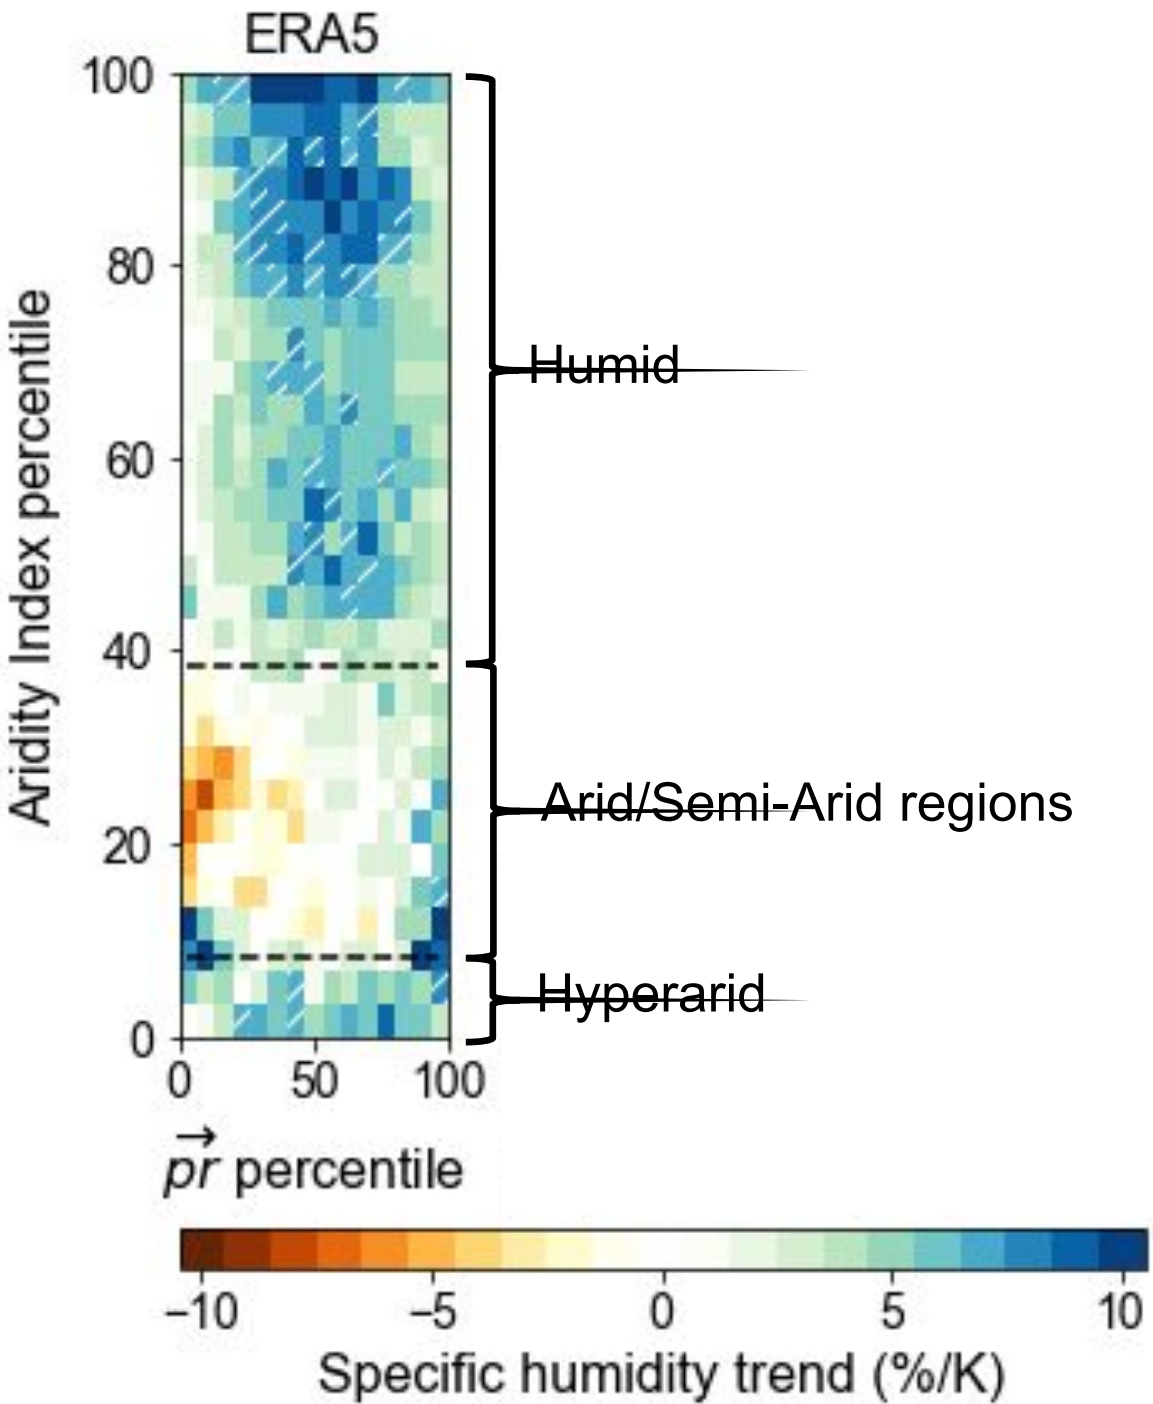 ERA5
100
80
60
40
20
0
Aridity Index percentile
Humid
Arid/Semi-Arid regions
Hyperarid
0 50 100
pr percentile
−10 −5 0 5 10
Specific humidity trend (%/K)